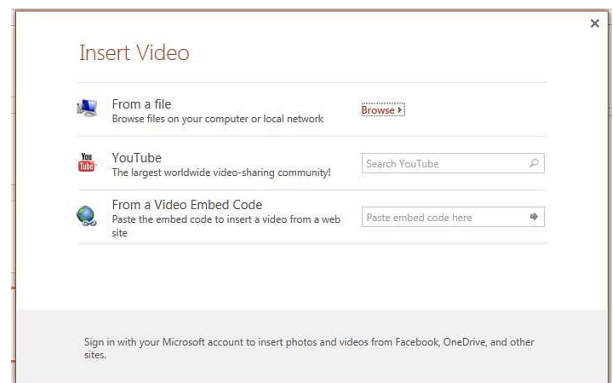 Insert Video
From a file
Browse files on your computer or local network
Browse
You
Tube
YouTube
The largest worldwide video-sharing community!
Search YouTube
From a Video Embed Code
Paste the embed code to insert a video from a web
site
Paste embed code here
Sign in with your Microsoft account to insert photos and videos from Facebook, OneDrive, and other
sites.